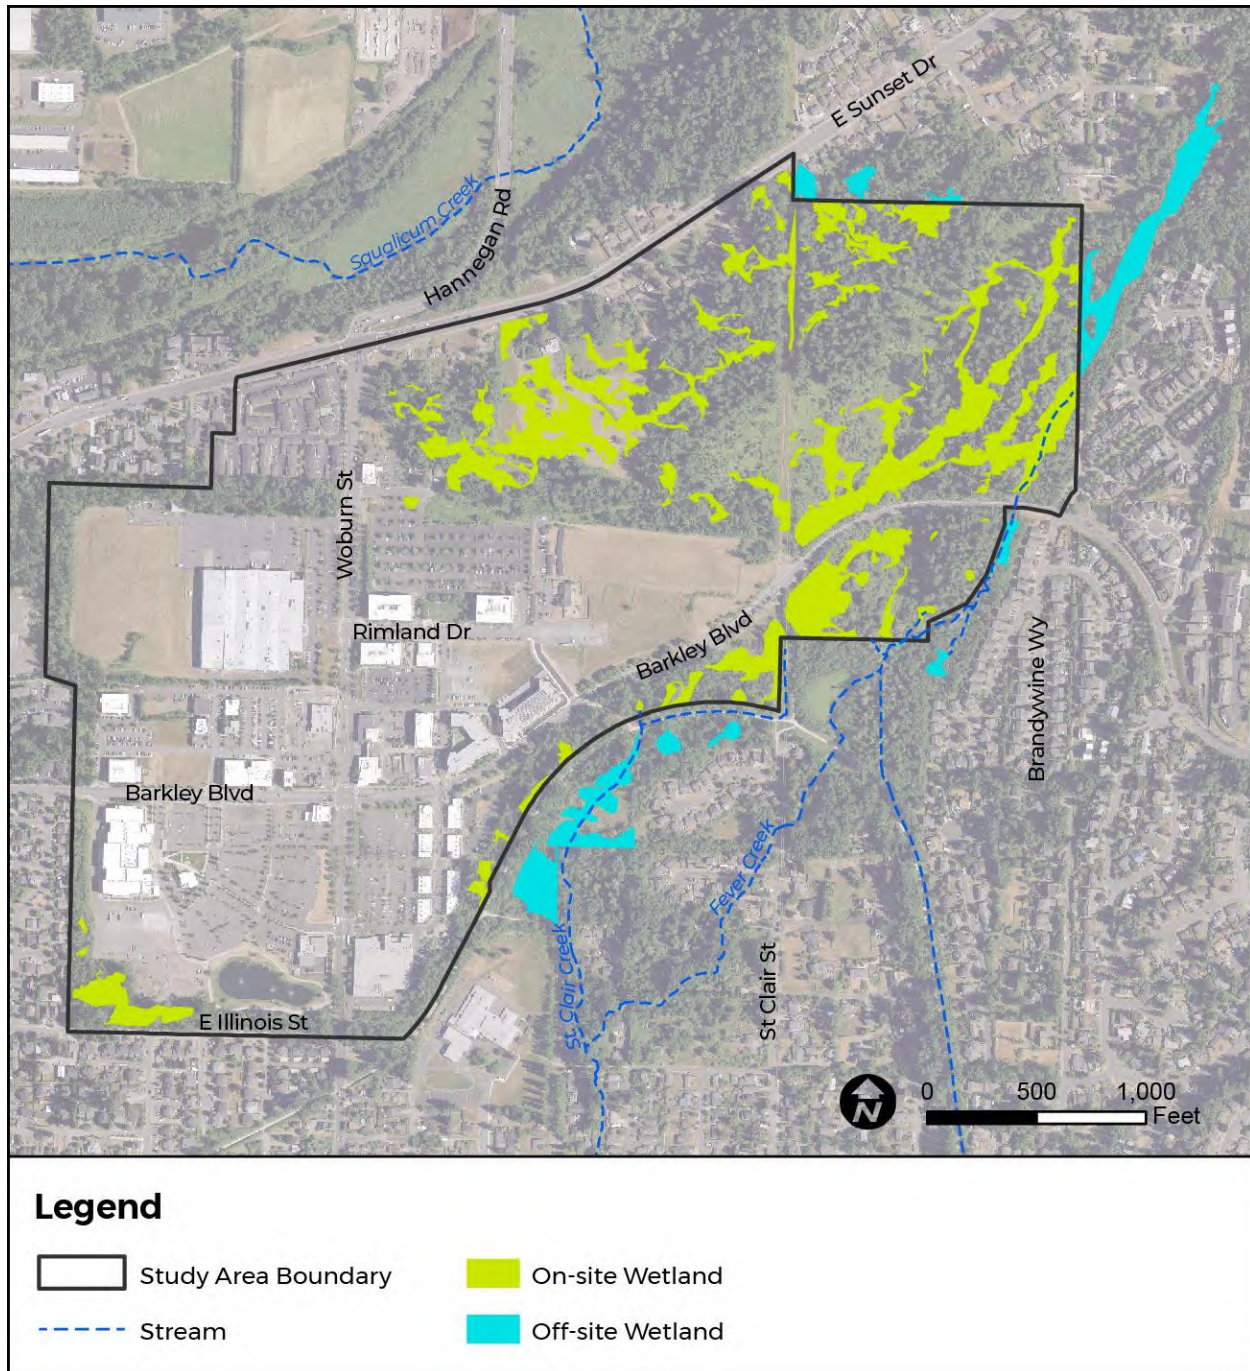 E Sunset Dr
Squalicum Creek
Hannegan Rd
Woburn St
Rimland Dr
Barkley Blvd
Brandywine Wy
Barkley Blvd
Fever Creek
St Clair Creek
St Clair St
E Illinois St
N
0 500 1,000
Feet
Legend
Study Area Boundary
On-site Wetland
Stream
Off-site Wetland